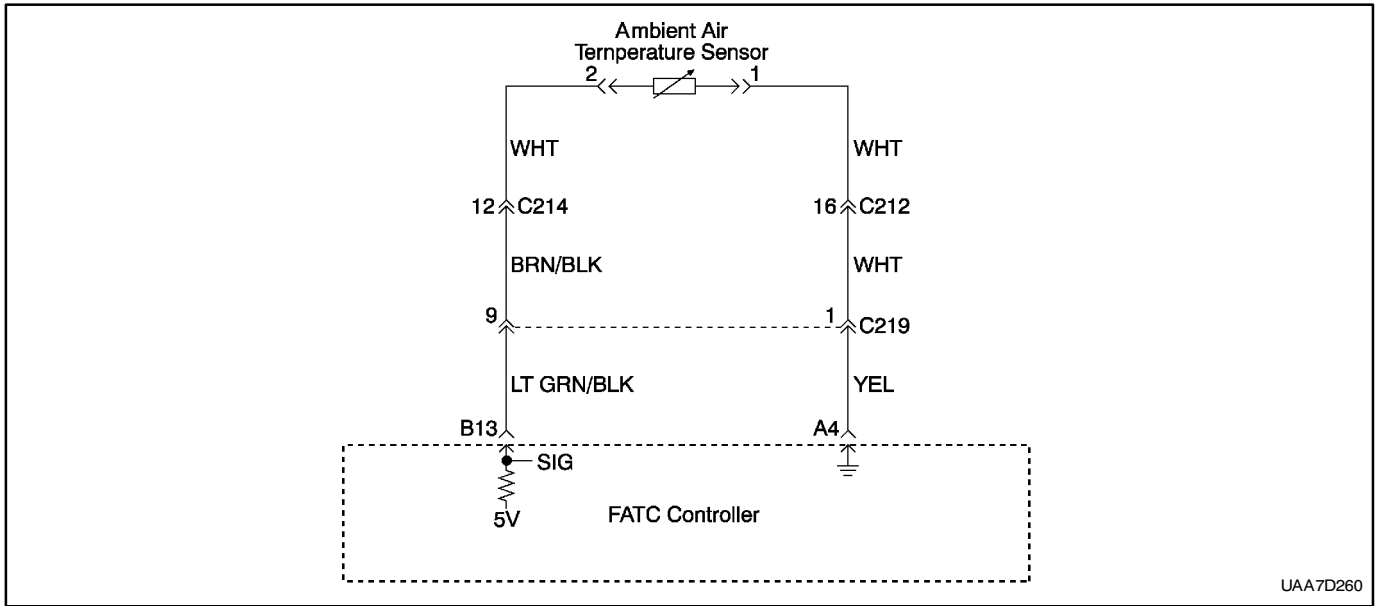 Ambient Air
Ternperature Sensor
2 1
WHT WHT
12 C214 16 C212
BRN/BLK WHT
9 1 C219
LT GRN/BLK YEL
B13 A4
SIG
5V
FATC Controller
UAA7D260